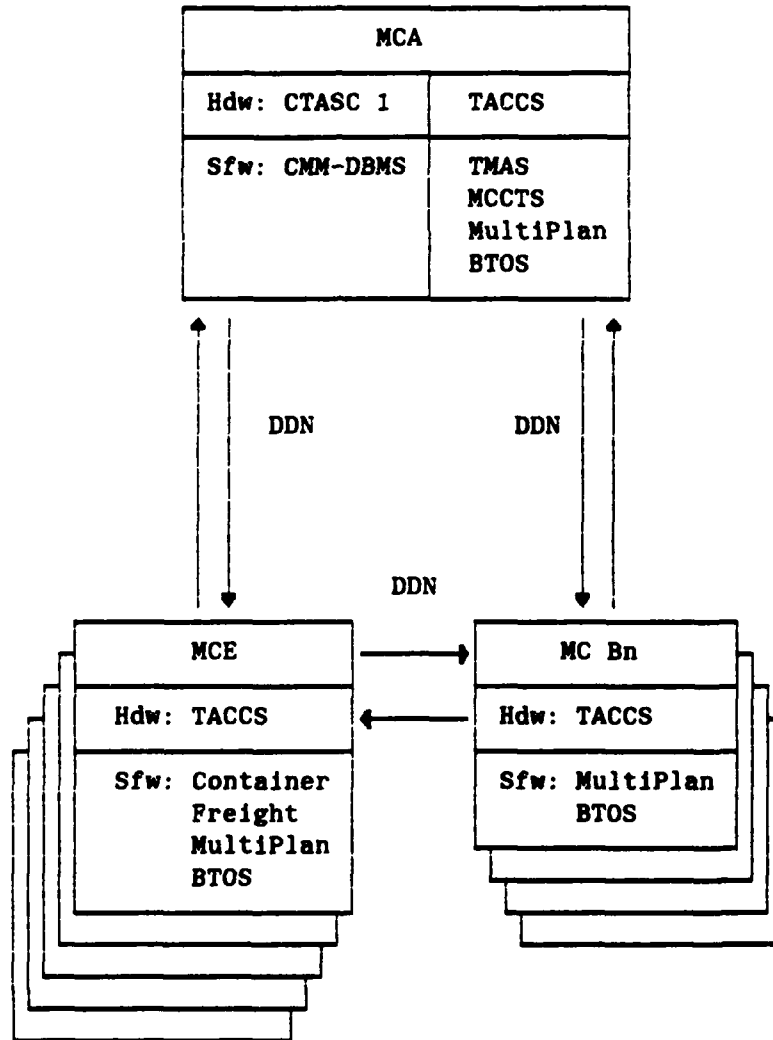 MCA
Hdw: CTASC 1 TACCS
Sfw: CMM-DBMS TMAS
MCCTS
MultiPlan
BTOS
DDN DDN
DDN
MCE
Hdw: TACCS
Sfw: Container
Freight
MultiPlan
BTOS
MC Bn
Hdw: TACCS
Sfw: MultiPlan
BTOS